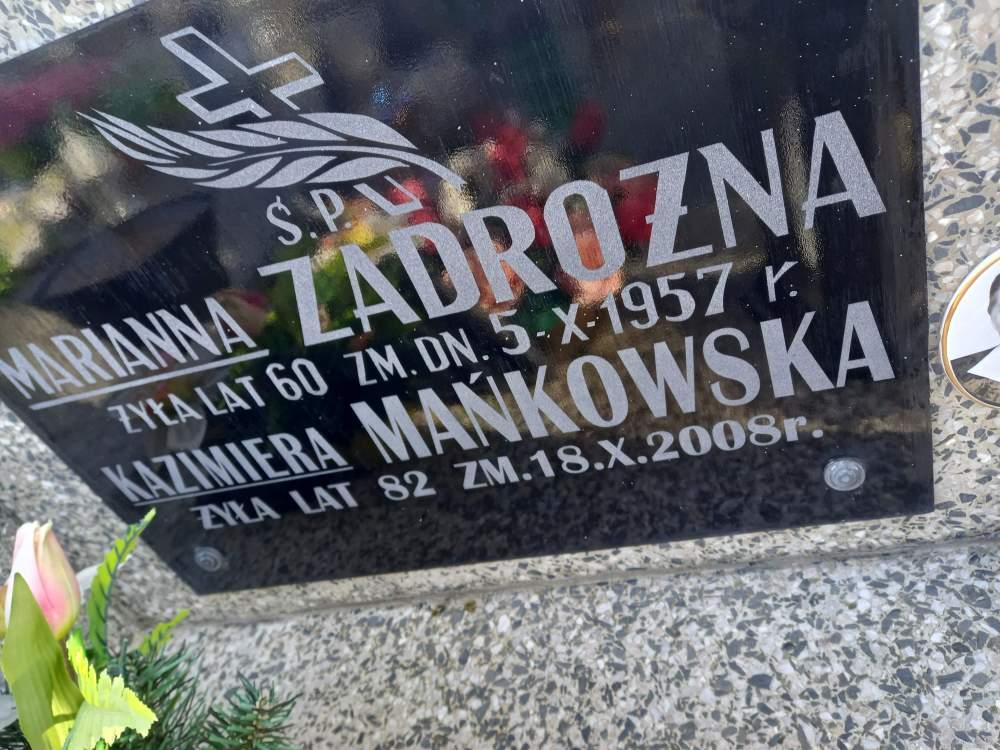 Ś.P.
MARIANNA ZADROŻNA
ŻYŁA LAT 60 ZM. DN. 5-X-1957 r.
KAZIMIERA MAŃKOWSKA
ŻYŁA LAT 82 ZM.18.X.2008r.